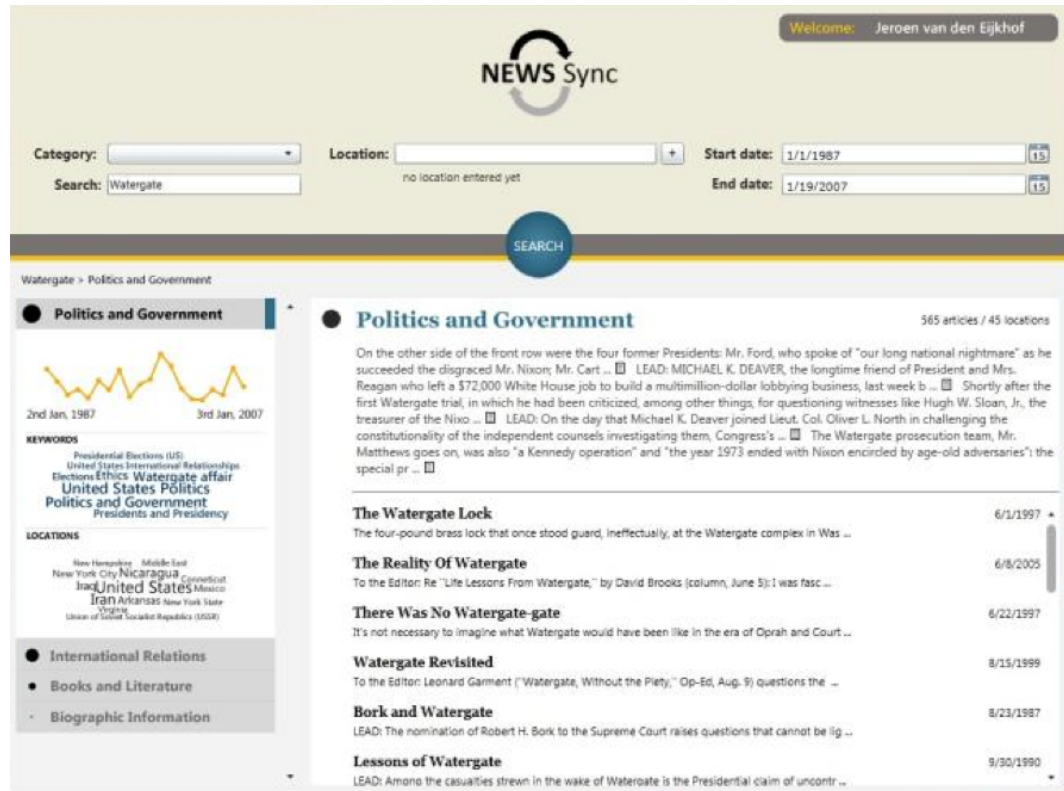 Welcome: Jeroen van den Eijkhof
NEWS Sync
Category:
Location:
+
Start date: 1/1/1987
15
Search: Watergate
no location entered yet
End date: 1/19/2007
15
SEARCH
Watergate > Politics and Government
Politics and Government
2nd Jan, 1987
3rd Jan, 2007
KEYWORDS
Presidential Elections (US)
United States International Relationships
Elections Ethics Watergate affair
United States Politics
Politics and Government
Presidents and Presidency
LOCATIONS
New Hampshire Middle East
New York City Nicaragua Connecticut
Iraq United States Mexico
Iran Arkansas New York State
Virginia
Union of Soviet Socialist Republics (USSR)
International Relations
Books and Literature
Biographic Information
Politics and Government
565 articles / 45 locations
On the other side of the front row were the four former Presidents: Mr. Ford, who spoke of "our long national nightmare" as he
succeeded the disgraced Mr. Nixon; Mr. Cart ... LEAD: MICHAEL K. DEAVER, the longtime friend of President and Mrs.
Reagan who left a $72,000 White House job to build a multimillion-dollar lobbying business, last week b ... Shortly after the
first Watergate trial, in which he had been criticized, among other things, for questioning witnesses like Hugh W. Sloan, Jr., the
treasurer of the Nixo ... LEAD: On the day that Michael K. Deaver joined Lieut. Col. Oliver L. North in challenging the
constitutionality of the independent counsels investigating them, Congress's ... The Watergate prosecution team, Mr.
Matthews goes on, was also "a Kennedy operation" and "the year 1973 ended with Nixon encircled by age-old adversaries": the
special pr ...
The Watergate Lock
6/1/1997
The four-pound brass lock that once stood guard, ineffectually, at the Watergate complex in Was ...
The Reality Of Watergate
6/8/2005
To the Editor: Re "Life Lessons From Watergate," by David Brooks (column, June 5): I was fasc ...
There Was No Watergate-gate
6/22/1997
It's not necessary to imagine what Watergate would have been like in the era of Oprah and Court ...
Watergate Revisited
8/15/1999
To the Editor: Leonard Garment ("Watergate, Without the Piety," Op-Ed, Aug. 9) questions the ...
Bork and Watergate
8/23/1987
LEAD: The nomination of Robert H. Bork to the Supreme Court raises questions that cannot be lig ...
Lessons of Watergate
9/30/1990
LEAD: Among the casualties strewn in the wake of Watergate is the Presidential claim of uncontr ...